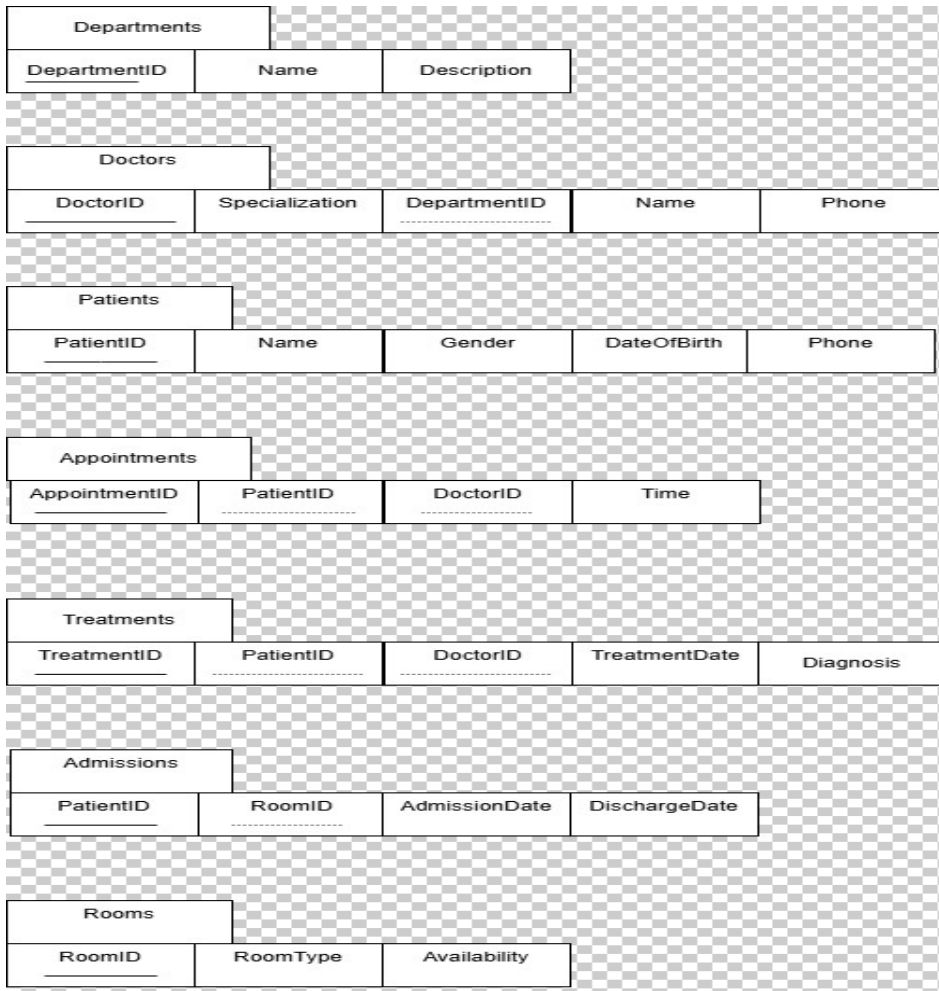 Departments
DepartmentID Name Description
Doctors
DoctorID Specialization DepartmentID Name Phone
Patients
PatientID Name Gender DateOfBirth Phone
Appointments
AppointmentID PatientID DoctorID Time
Treatments
TreatmentID PatientID DoctorID TreatmentDate Diagnosis
Admissions
PatientID RoomID AdmissionDate DischargeDate
Rooms
RoomID RoomType Availability